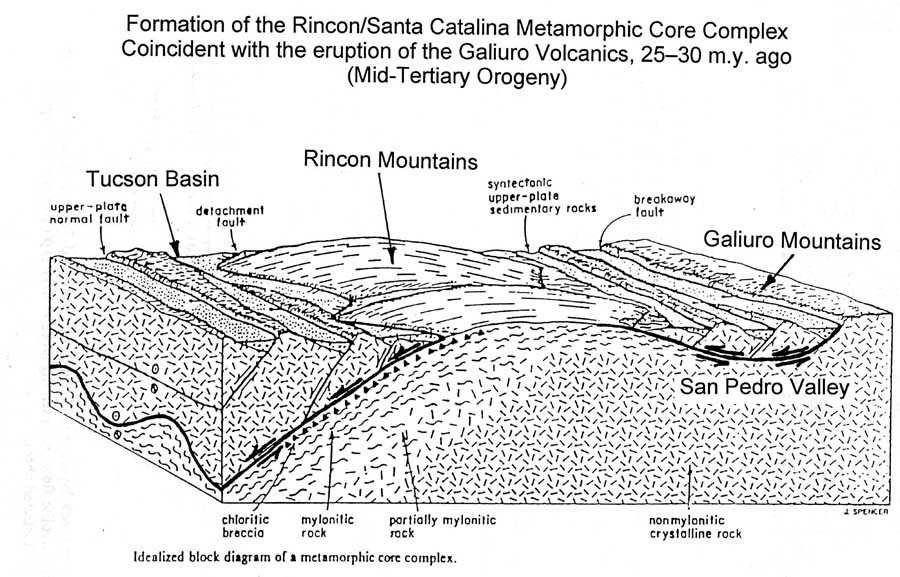 Formation of the Rincon/Santa Catalina Metamorphic Core Complex
Coincident with the eruption of the Galiuro Volcanics, 25–30 m.y. ago
(Mid-Tertiary Orogeny)
Rincon Mountains
Tucson Basin
syntectonic
upper-plate
sedimentary rocks
breakaway
fault
upper-plate
normal fault
detachment
fault
Galiuro Mountains
San Pedro Valley
chloritic
breccia
mylonitic
rock
partially mylonitic
rock
nonmylonitic
crystalline rock
J. SPENCER
Idealized block diagram of a metamorphic core complex.